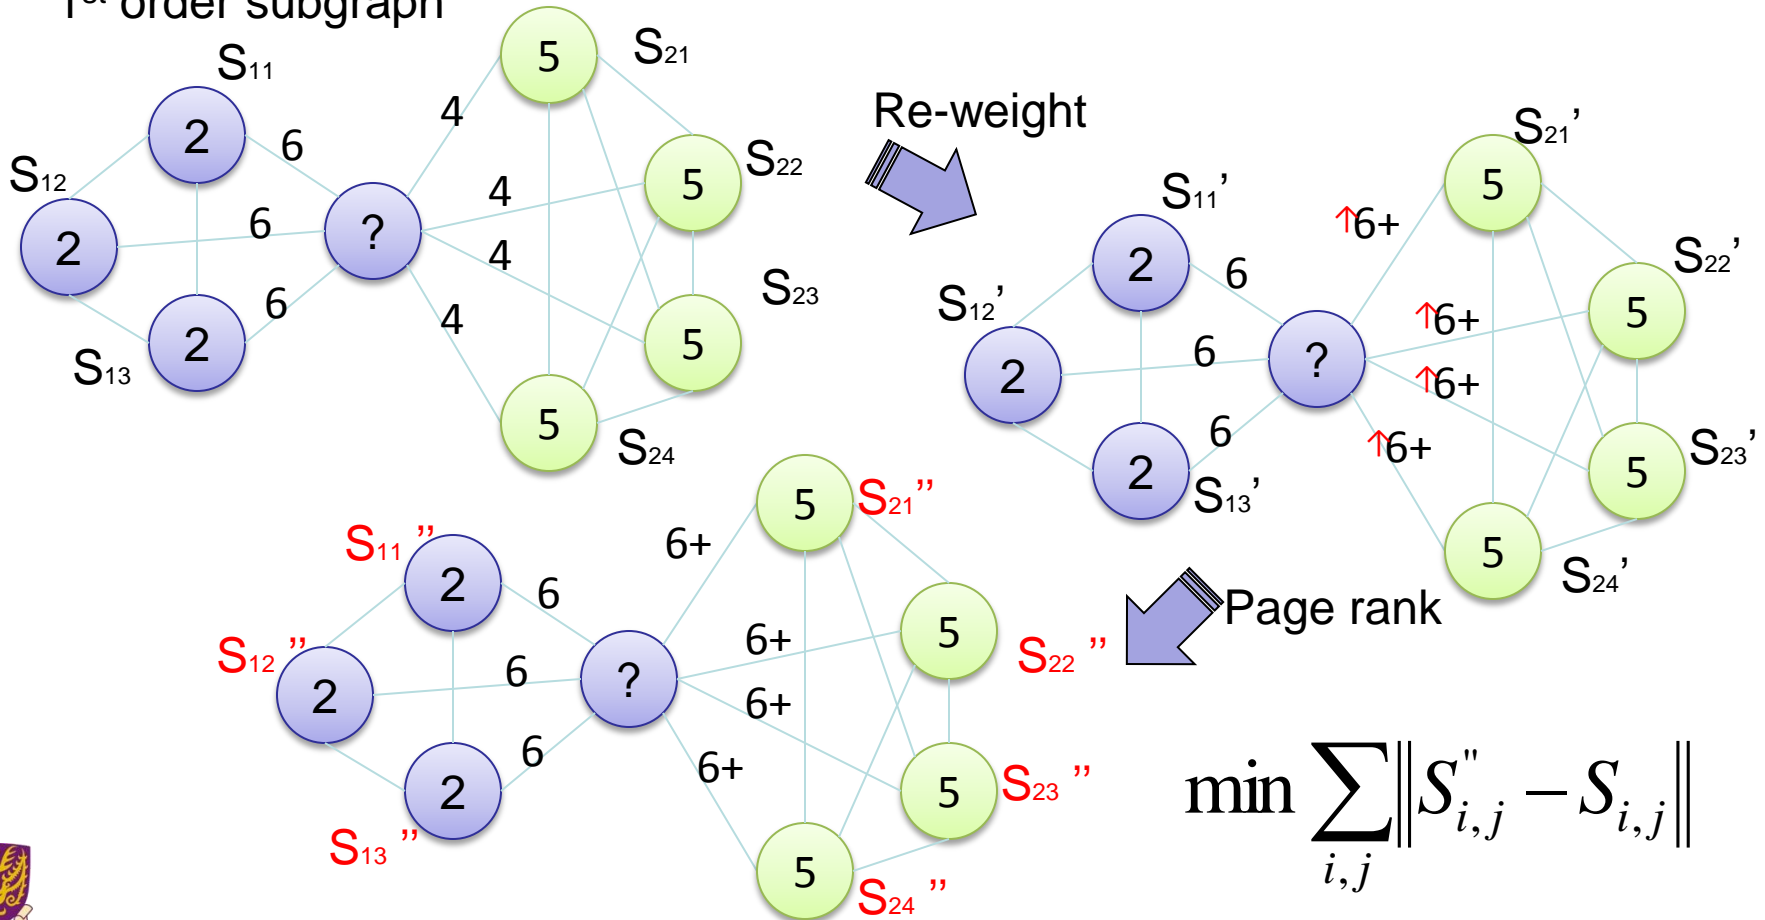 1st order subgraph
S11
S12
S13
2
2
2
6
6
6
?
4
4
4
4
5
5
5
5
S21
S22
S23
S24
Re-weight
S11’
S12’
S13’
2
2
2
6
6
6
?
↑6+
↑6+
↑6+
↑6+
5
5
5
5
S21’
S22’
S23’
S24’
Page rank
S11 ’’
S12 ’’
S13 ’’
2
2
2
6
6
6
?
6+
6+
6+
6+
5
5
5
5
S21’’
S22 ’’
S23 ’’
S24 ’’
min ∑i,j ‖S"i,j − Si,j‖